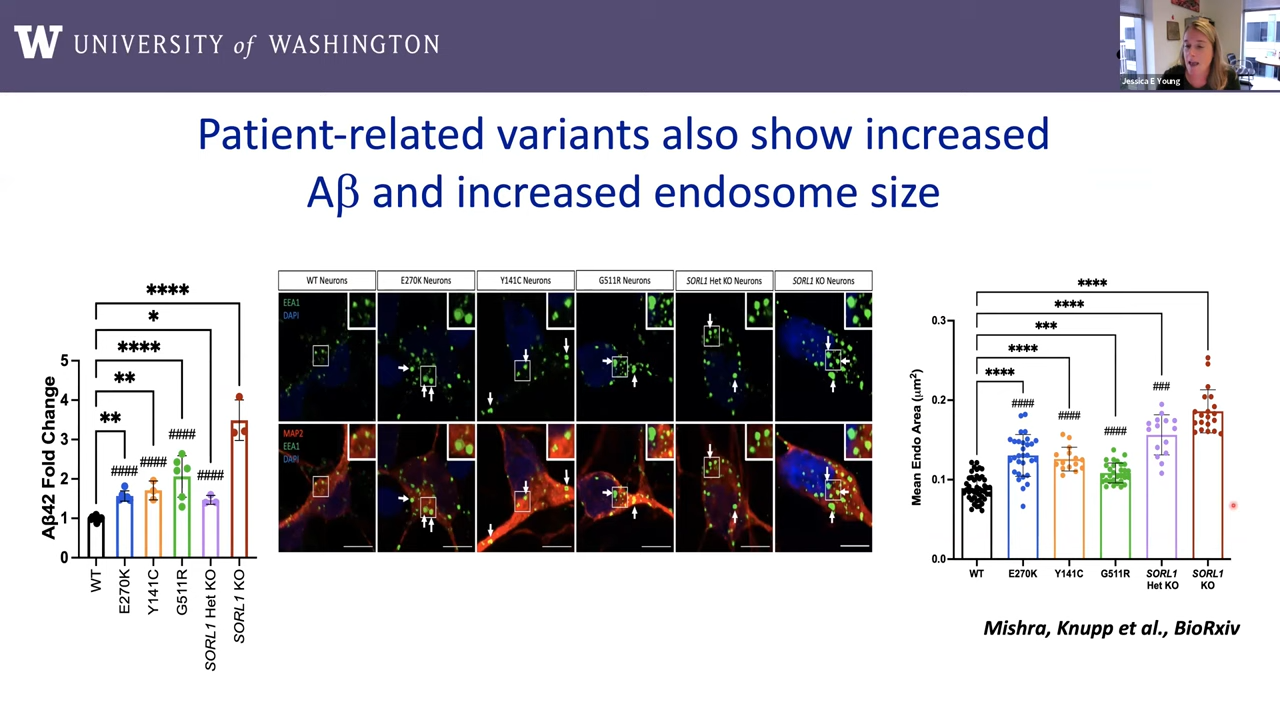 W UNIVERSITY of WASHINGTON
Jessica E Young
Patient-related variants also show increased
Aβ and increased endosome size
****
*
****
**
**
####
####
####
####
Aβ42 Fold Change
5
4
3
2
1
0
WT
E270K
Y141C
G511R
SORL1 Het KO
SORL1 KO
WT Neurons
E270K Neurons
Y141C Neurons
G511R Neurons
SORL1 Het KO Neurons
SORL1 KO Neurons
EEA1
DAPI
MAP2
EEA1
DAPI
****
****
***
****
****
####
####
####
###
Mean Endo Area (μm²)
0.3
0.2
0.1
0.0
WT
E270K
Y141C
G511R
SORL1
Het KO
SORL1
KO
Mishra, Knupp et al., BioRxiv